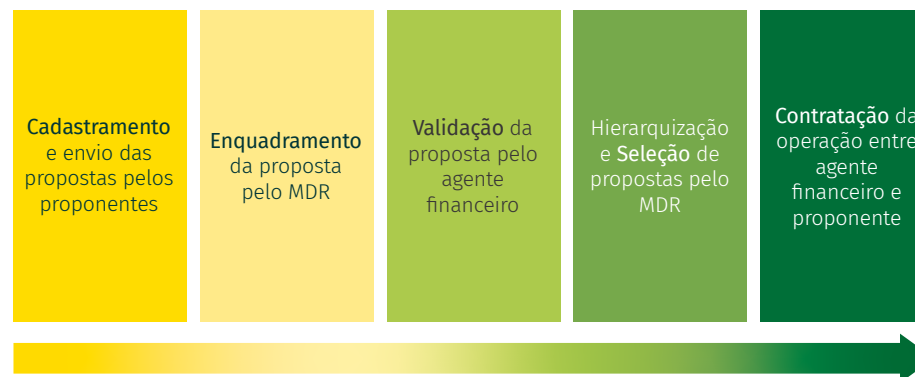 Cadastramento
e envio das
propostas pelos
proponentes
Enquadramento
da proposta
pelo MDR
Validação da
proposta pelo
agente
financeiro
Hierarquização
e Seleção de
propostas pelo
MDR
Contratação da
operação entre
agente
financeiro e
proponente